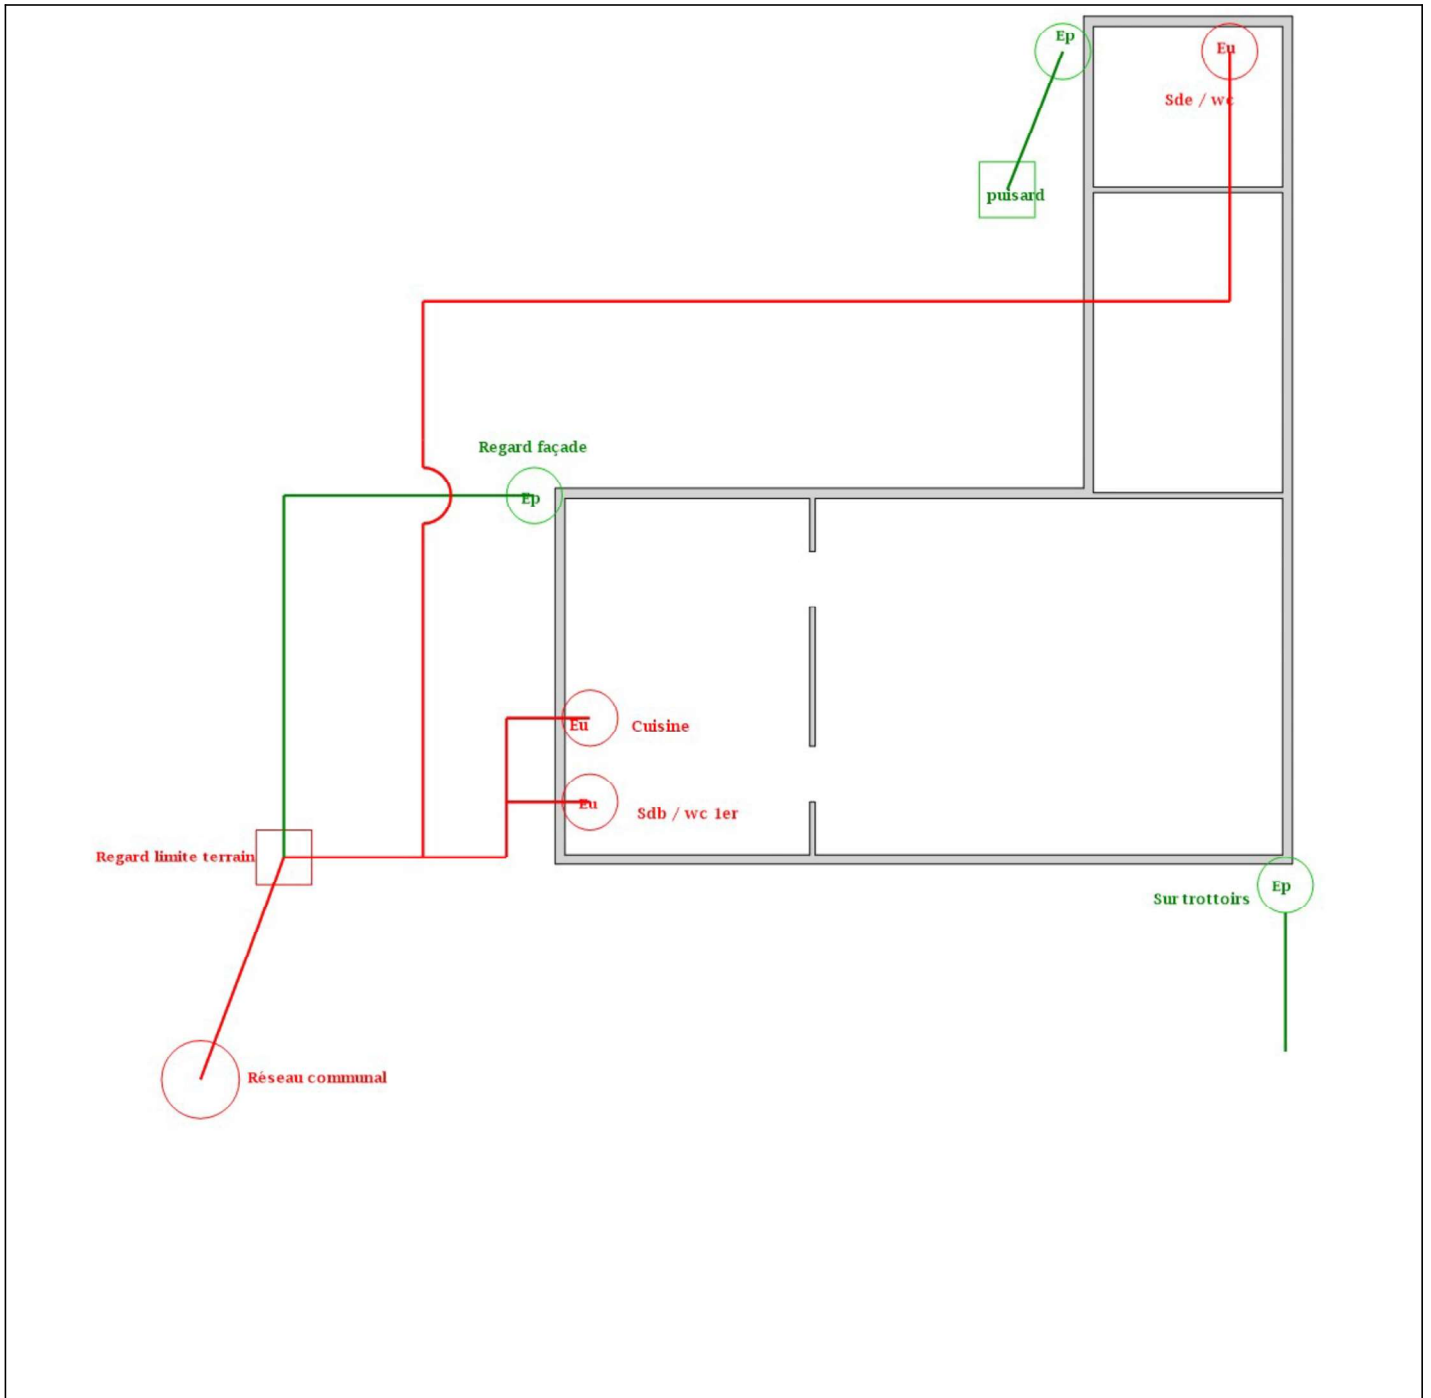 Ep
Eu
Sde / wc
puisard
Regard façade
Ep
Eu
Cuisine
Eu
Sdb / wc 1er
Regard limite terrain
Ep
Sur trottoirs
Réseau communal